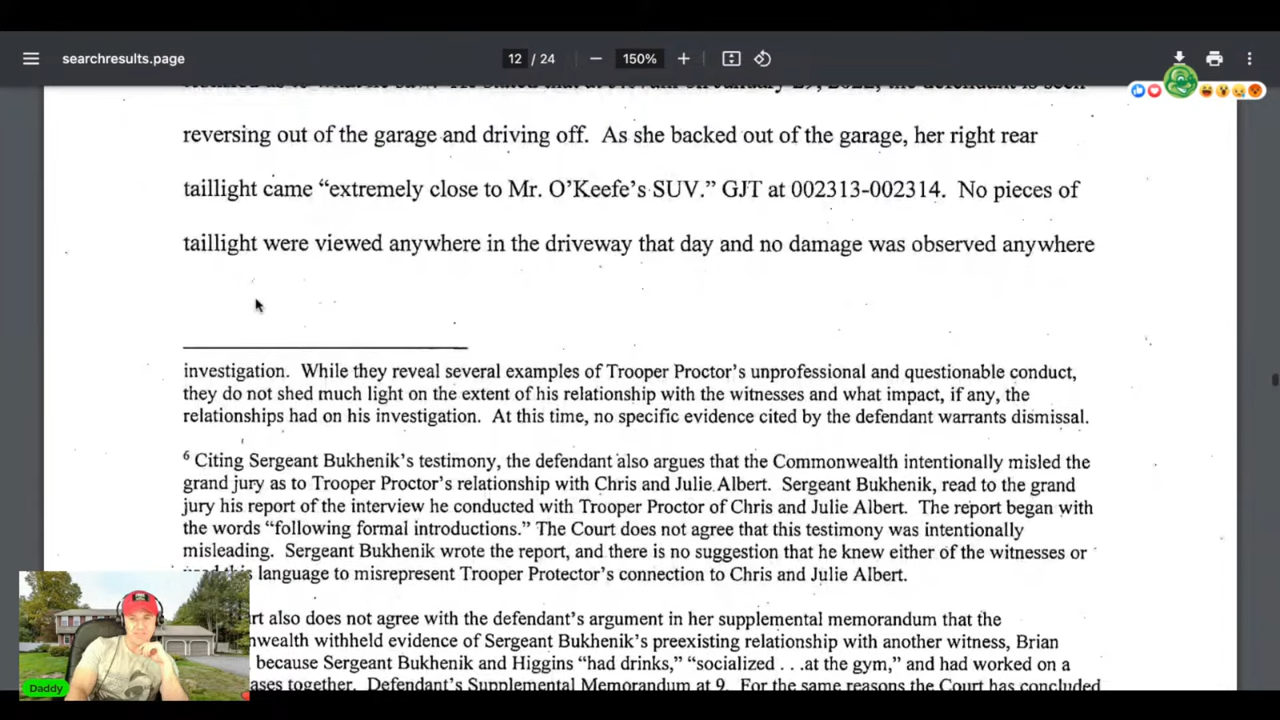 searchresults.page
12 / 24
150%
reversing out of the garage and driving off. As she backed out of the garage, her right rear
taillight came “extremely close to Mr. O’Keefe’s SUV.” GJT at 002313-002314. No pieces of
taillight were viewed anywhere in the driveway that day and no damage was observed anywhere
investigation. While they reveal several examples of Trooper Proctor’s unprofessional and questionable conduct,
they do not shed much light on the extent of his relationship with the witnesses and what impact, if any, the
relationships had on his investigation. At this time, no specific evidence cited by the defendant warrants dismissal.
6 Citing Sergeant Bukhenik’s testimony, the defendant also argues that the Commonwealth intentionally misled the
grand jury as to Trooper Proctor’s relationship with Chris and Julie Albert. Sergeant Bukhenik, read to the grand
jury his report of the interview he conducted with Trooper Proctor of Chris and Julie Albert. The report began with
the words “following formal introductions.” The Court does not agree that this testimony was intentionally
misleading. Sergeant Bukhenik wrote the report, and there is no suggestion that he knew either of the witnesses or
language to misrepresent Trooper Protector’s connection to Chris and Julie Albert.
rt also does not agree with the defendant’s argument in her supplemental memorandum that the
nwealth withheld evidence of Sergeant Bukhenik’s preexisting relationship with another witness, Brian
because Sergeant Bukhenik and Higgins “had drinks,” “socialized . . .at the gym,” and had worked on a
ases together. Defendant’s Supplemental Memorandum at 9. For the same reasons the Court has concluded
Daddy